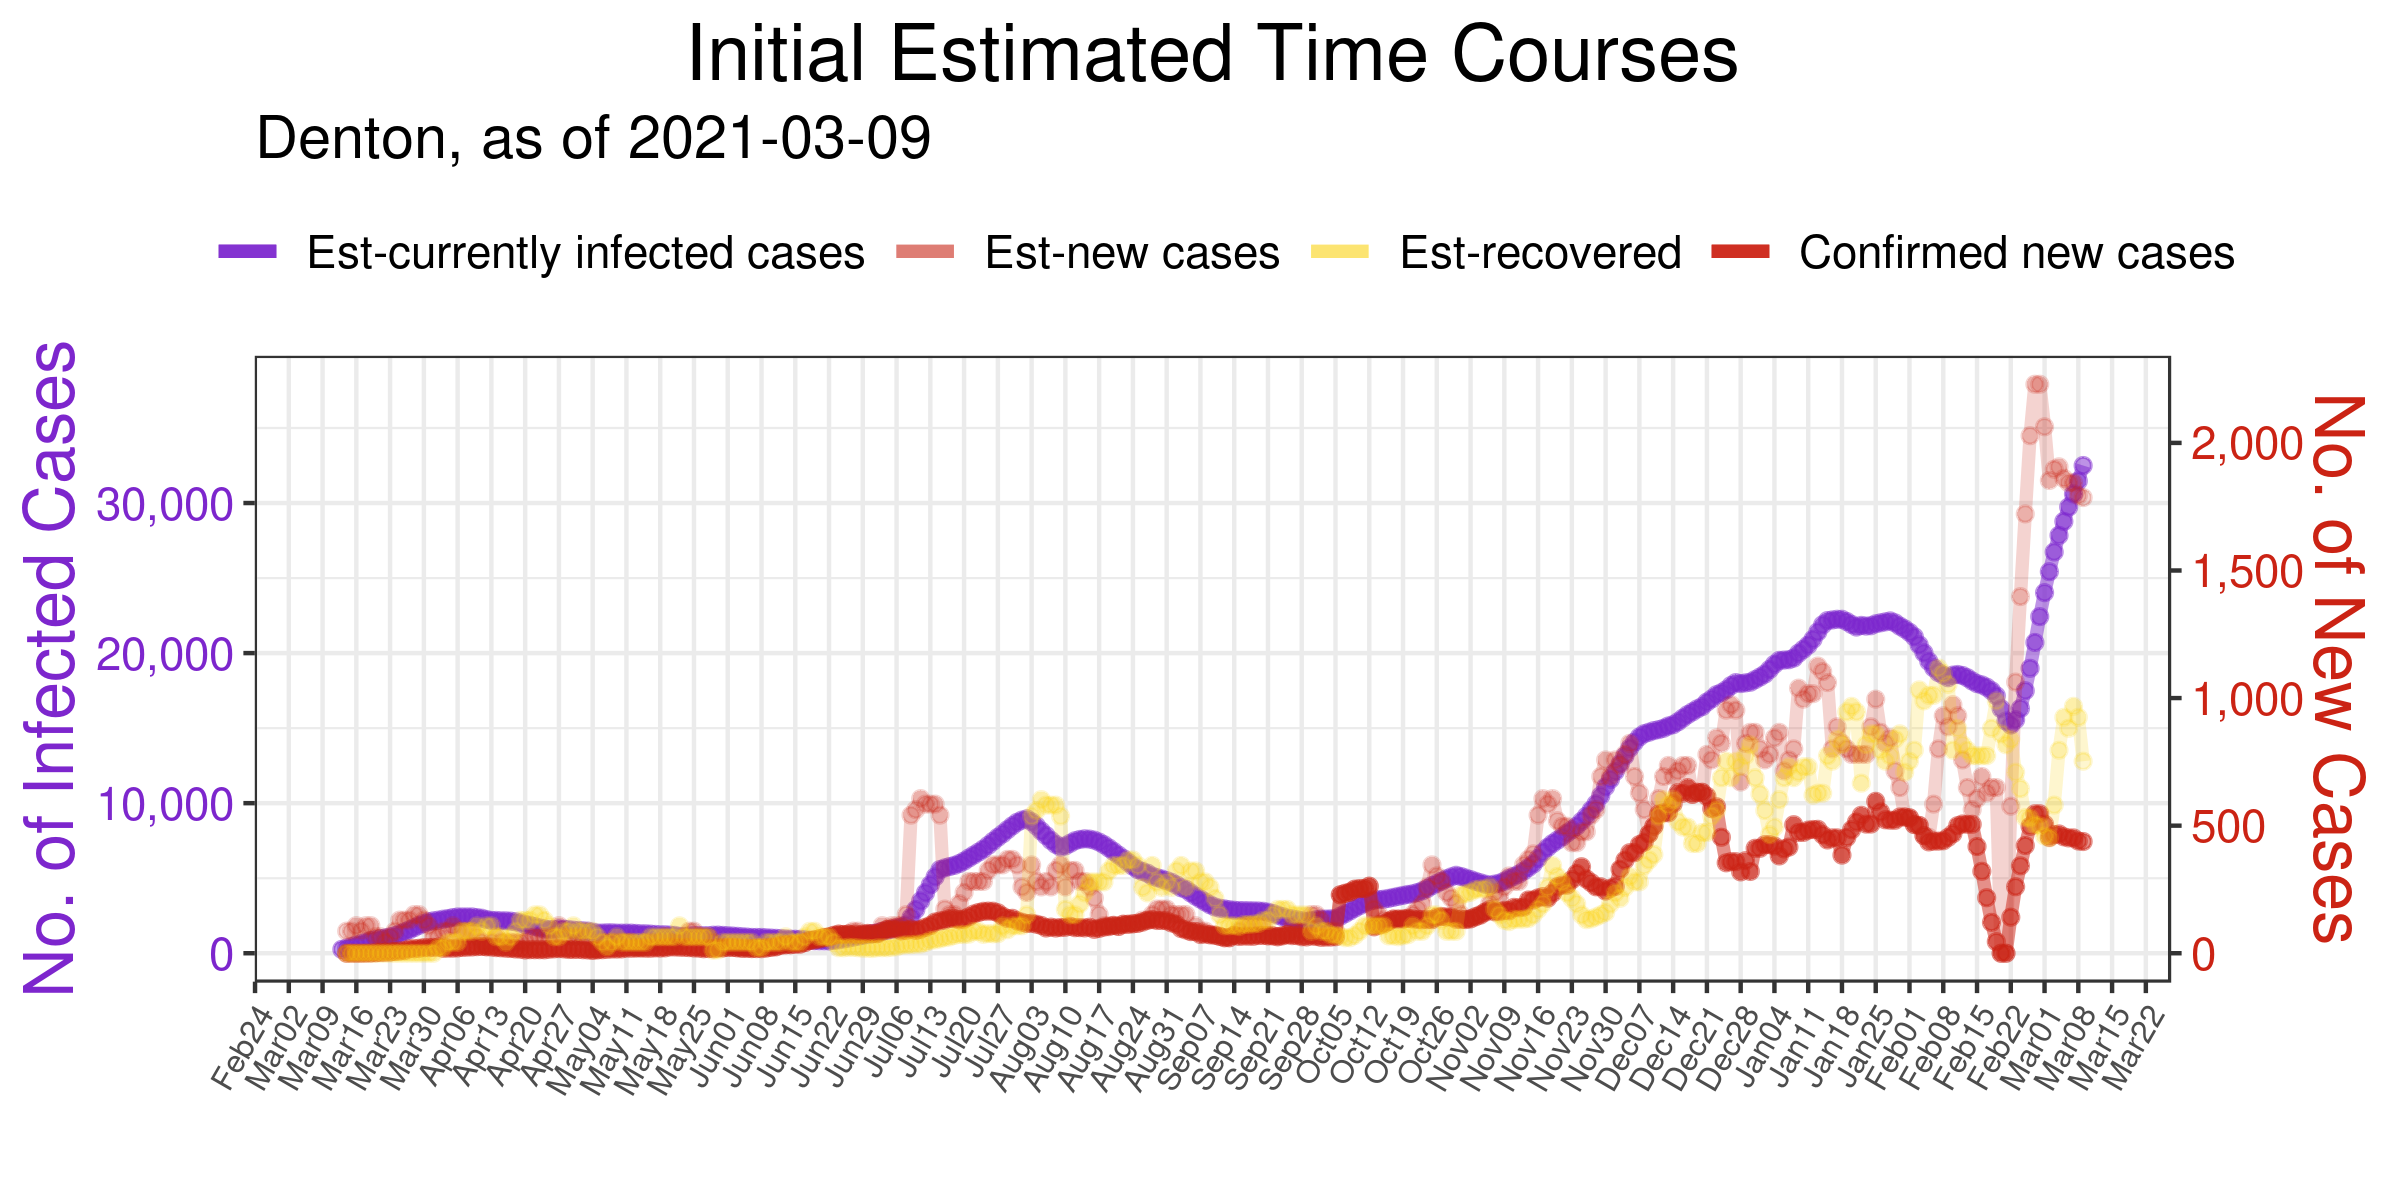 Initial Estimated Time Courses
Denton, as of 2021-03-09
Est-currently infected cases Est-new cases Est-recovered Confirmed new cases
No. of Infected Cases
30,000
20,000
10,000
0
2,000
1,500
1,000
500
0
No. of New Cases
Feb24 Mar02 Mar09 Mar16 Mar23 Mar30 Apr06 Apr13 Apr20 Apr27 May04 May11 May18 May25 Jun01 Jun08 Jun15 Jun22 Jun29 Jul06 Jul13 Jul20 Jul27 Aug03 Aug10 Aug17 Aug24 Aug31 Sep07 Sep14 Sep21 Sep28 Oct05 Oct12 Oct19 Oct26 Nov02 Nov09 Nov16 Nov23 Nov30 Dec07 Dec14 Dec21 Dec28 Jan04 Jan11 Jan18 Jan25 Feb01 Feb08 Feb15 Feb22 Mar01 Mar08 Mar15 Mar22